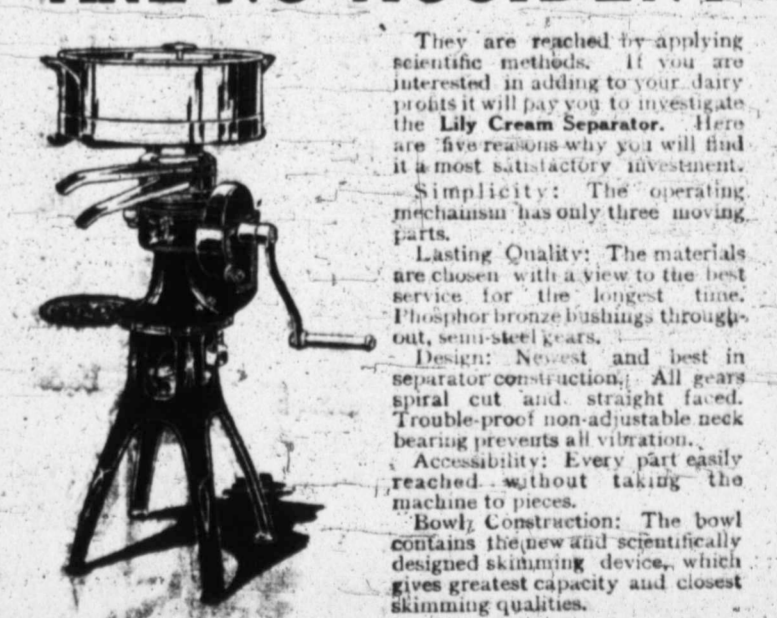 They are reached by applying
scientific methods. If you are
interested in adding to your dairy
profits it will pay you to investigate
the Lily Cream Separator. Here
are five reasons why you will find
it a most satisfactory investment.
Simplicity: The operating
mechanism has only three moving
parts.
Lasting Quality: The materials
are chosen with a view to the best
service for the longest time.
Phosphor bronze bushings through-
out, semi-steel gears.
Design: Newest and best in
separator construction. All gears
spiral cut and straight faced.
Trouble-proof non-adjustable neck
bearing prevents all vibration.
Accessibility: Every part easily
reached without taking the
machine to pieces.
Bowl Construction: The bowl
contains the new and scientifically
designed skimming device, which
gives greatest capacity and closest
skimming qualities.